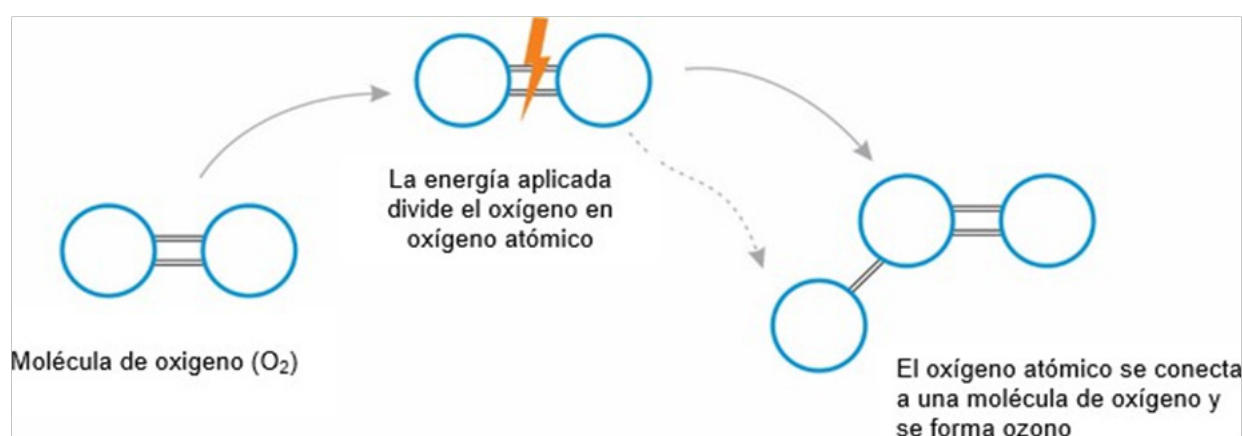 La energía aplicada
divide el oxígeno en
oxígeno atómico
Molécula de oxigeno (O₂)
El oxígeno atómico se conecta
a una molécula de oxígeno y
se forma ozono